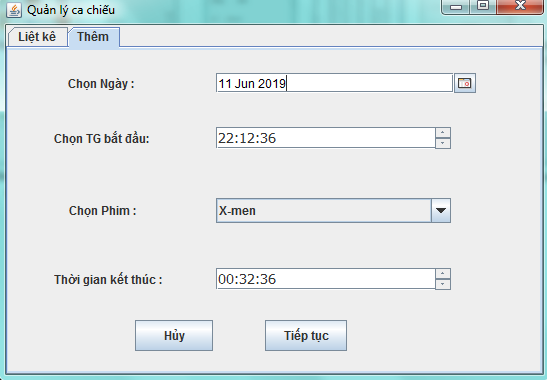 Quản lý ca chiếu
Liệt kê Thêm
Chọn Ngày : 11 Jun 2019
Chọn TG bắt đầu: 22:12:36
Chọn Phim : X-men
Thời gian kết thúc : 00:32:36
Hủy Tiếp tục